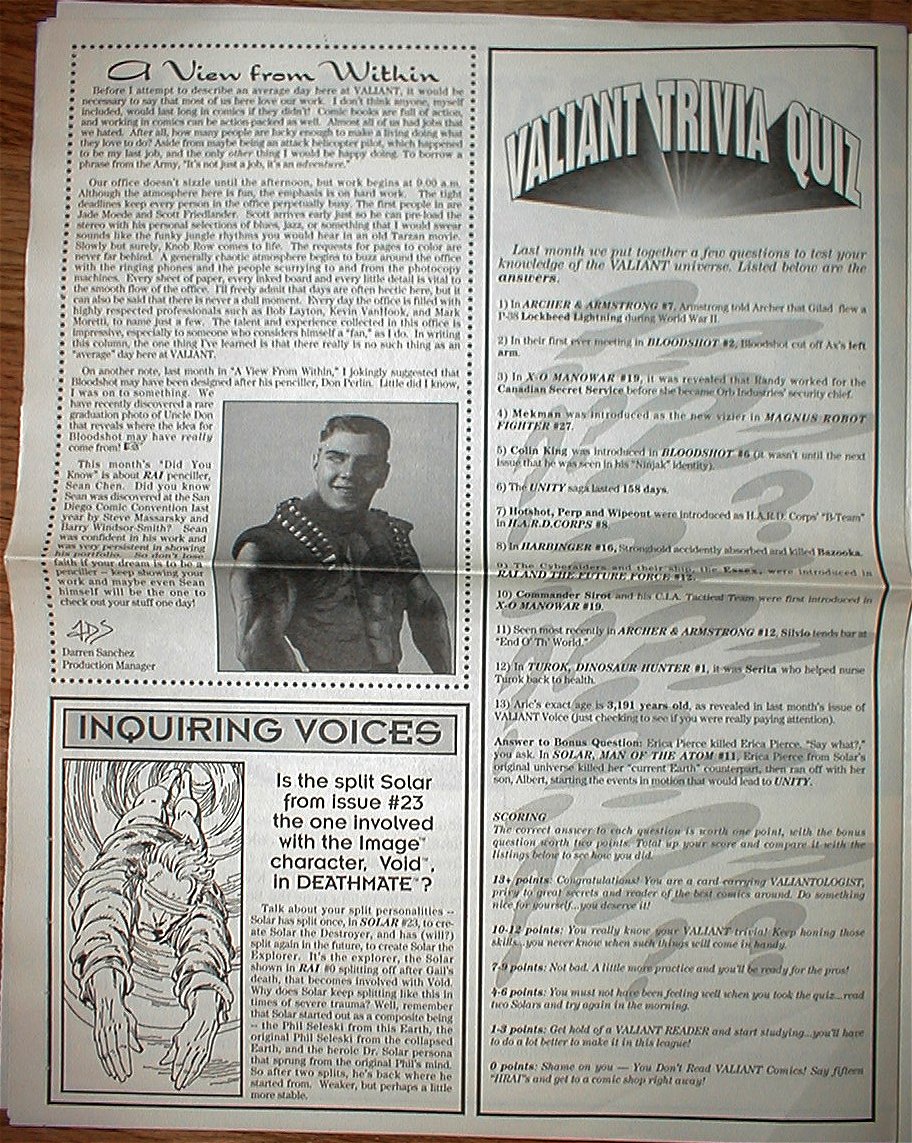 A View from Within
Before I attempt to describe an average day here at VALIANT, it would be
necessary to say that most of us here love our work. I don't think anyone, myself
included, would last long in comics if they didn't! Comic books are full of action,
and working in comics can be action-packed as well. Almost all of us had jobs that
we hated. After all, how many people are lucky enough to make a living doing what
they love to do? Aside from maybe being an attack helicopter pilot, which happened
to be my last job, and the only other thing I would be happy doing. To borrow a
phrase from the Army, "It's not just a job, it's an adventure."
Our office doesn't sizzle until the afternoon, but work begins at 9:00 a.m.
Although the atmosphere here is fun, the emphasis is on hard work. The tight
deadlines keep every person in the office perpetually busy. The first people in are
Jade Moede and Scott Friedlander. Scott arrives early just so he can pre-load the
stereo with his personal selections of blues, jazz, or something that I would swear
sounds like the funky jungle rhythms you would hear in an old Tarzan movie.
Slowly but surely, Knob Row comes to life. The requests for pages to color are
never far behind. A generally chaotic atmosphere begins to buzz around the office
with the ringing phones and the people scurrying to and from the photocopy
machines. Every sheet of paper, every inked board and every little detail is vital to
the smooth flow of the office. I'll freely admit that days are often hectic here, but it
can also be said that there is never a dull moment. Every day the office is filled with
highly respected professionals such as Bob Layton, Kevin VanHook, and Mark
Moretti, to name just a few. The talent and experience collected in this office is
impressive, especially to someone who considers himself a "fan," as I do. In writing
this column, the one thing I've learned is that there really is no such thing as an
"average" day here at VALIANT.
On another note, last month in "A View From Within," I jokingly suggested that
Bloodshot may have been designed after his penciller, Don Perlin. Little did I know,
I was on to something. We
have recently discovered a rare
graduation photo of Uncle Don
that reveals where the idea for
Bloodshot may have really
come from!
This month's "Did You
Know" is about RAI penciller,
Sean Chen. Did you know
Sean was discovered at the San
Diego Comic Convention last
year by Steve Massarsky and
Barry Windsor-Smith? Sean
was confident in his work and
was very persistent in showing
his portfolio. So don't lose
faith if your dream is to be a
penciller -- keep showing your
work and maybe even Sean
himself will be the one to
check out your stuff one day!
ADS
Darren Sanchez
Production Manager
INQUIRING VOICES
Is the split Solar
from issue #23
the one involved
with the Image™
character, Void™,
in DEATHMATE™?
Talk about your split personalities --
Solar has split once, in SOLAR #23, to cre-
ate Solar the Destroyer, and has (will?)
split again in the future, to create Solar the
Explorer. It's the explorer, the Solar
shown in RAI #0 splitting off after Gail's
death, that becomes involved with Void.
Why does Solar keep splitting like this in
times of severe trauma? Well, remember
that Solar started out as a composite being
-- the Phil Seleski from this Earth, the
original Phil Seleski from the collapsed
Earth, and the heroic Dr. Solar persona
that sprung from the original Phil's mind.
So after two splits, he's back where he
started from. Weaker, but perhaps a little
more stable.
VALIANT TRIVIA QUIZ
Last month we put together a few questions to test your
knowledge of the VALIANT universe. Listed below are the
answers.
1) In ARCHER & ARMSTRONG #7, Armstrong told Archer that Gilad flew a
P-38 Lockheed Lightning during World War II.
2) In their first ever meeting in BLOODSHOT #2, Bloodshot cut off Ax's left
arm.
3) In X-O MANOWAR #19, it was revealed that Randy worked for the
Canadian Secret Service before she became Orb Industries' security chief.
4) Mekman was introduced as the new vizier in MAGNUS ROBOT
FIGHTER #27.
5) Colin King was introduced in BLOODSHOT #6 (it wasn't until the next
issue that he was seen in his "Ninjak" identity).
6) The UNITY saga lasted 158 days.
7) Hotshot, Perp and Wipeout were introduced as H.A.R.D. Corps' "B-Team"
in H.A.R.D.CORPS #8.
8) In HARBINGER #16, Stronghold accidently absorbed and killed Bazooka.
9) The Cyberaiders and their ship, the Essex, were introduced in
RAI AND THE FUTURE FORCE #12.
10) Commander Sirot and his C.I.A. Tactical Team were first introduced in
X-O MANOWAR #19.
11) Seen most recently in ARCHER & ARMSTRONG #12, Silvio tends bar at
"End O' Th' World."
12) In TUROK, DINOSAUR HUNTER #1, it was Serita who helped nurse
Turok back to health.
13) Aric's exact age is 3,191 years old, as revealed in last month's issue of
VALIANT Voice (just checking to see if you were really paying attention).
Answer to Bonus Question: Erica Pierce killed Erica Pierce. "Say what?,"
you ask. In SOLAR, MAN OF THE ATOM #11, Erica Pierce from Solar's
original universe killed her "current Earth" counterpart, then ran off with her
son, Albert, starting the events in motion that would lead to UNITY.
SCORING
The correct answer to each question is worth one point, with the bonus
question worth two points. Total up your score and compare it with the
listings below to see how you did.
13+ points: Congratulations! You are a card-carrying VALIANTOLOGIST,
privy to great secrets and reader of the best comics around. Do something
nice for yourself...you deserve it!
10-12 points: You really know your VALIANT trivia! Keep honing those
skills...you never know when such things will come in handy.
7-9 points: Not bad. A little more practice and you'll be ready for the pros!
4-6 points: You must not have been feeling well when you took the quiz...read
two Solars and try again in the morning.
1-3 points: Get hold of a VALIANT READER and start studying...you'll have
to do a lot better to make it in this league!
0 points: Shame on you — You Don't Read VALIANT Comics! Say fifteen
"HRAI"s and get to a comic shop right away!